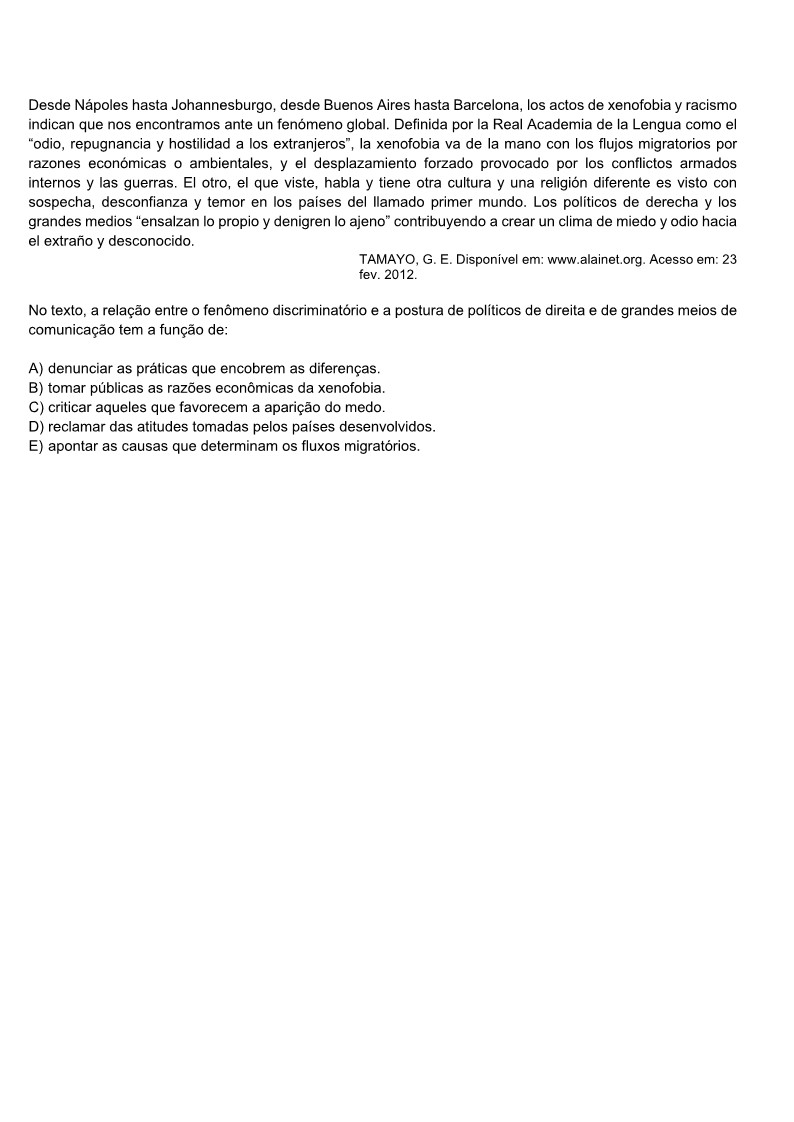 Desde Nápoles hasta Johannesburgo, desde Buenos Aires hasta Barcelona, los actos de xenofobia y racismo
indican que nos encontramos ante un fenómeno global. Definida por la Real Academia de la Lengua como el
“odio, repugnancia y hostilidad a los extranjeros”, la xenofobia va de la mano con los flujos migratorios por
razones económicas o ambientales, y el desplazamiento forzado provocado por los conflictos armados
internos y las guerras. El otro, el que viste, habla y tiene otra cultura y una religión diferente es visto con
sospecha, desconfianza y temor en los países del llamado primer mundo. Los políticos de derecha y los
grandes medios “ensalzan lo propio y denigren lo ajeno” contribuyendo a crear un clima de miedo y odio hacia
el extraño y desconocido.
TAMAYO, G. E. Disponível em: www.alainet.org. Acesso em: 23
fev. 2012.
No texto, a relação entre o fenômeno discriminatório e a postura de políticos de direita e de grandes meios de
comunicação tem a função de:
A) denunciar as práticas que encobrem as diferenças.
B) tomar públicas as razões econômicas da xenofobia.
C) criticar aqueles que favorecem a aparição do medo.
D) reclamar das atitudes tomadas pelos países desenvolvidos.
E) apontar as causas que determinam os fluxos migratórios.